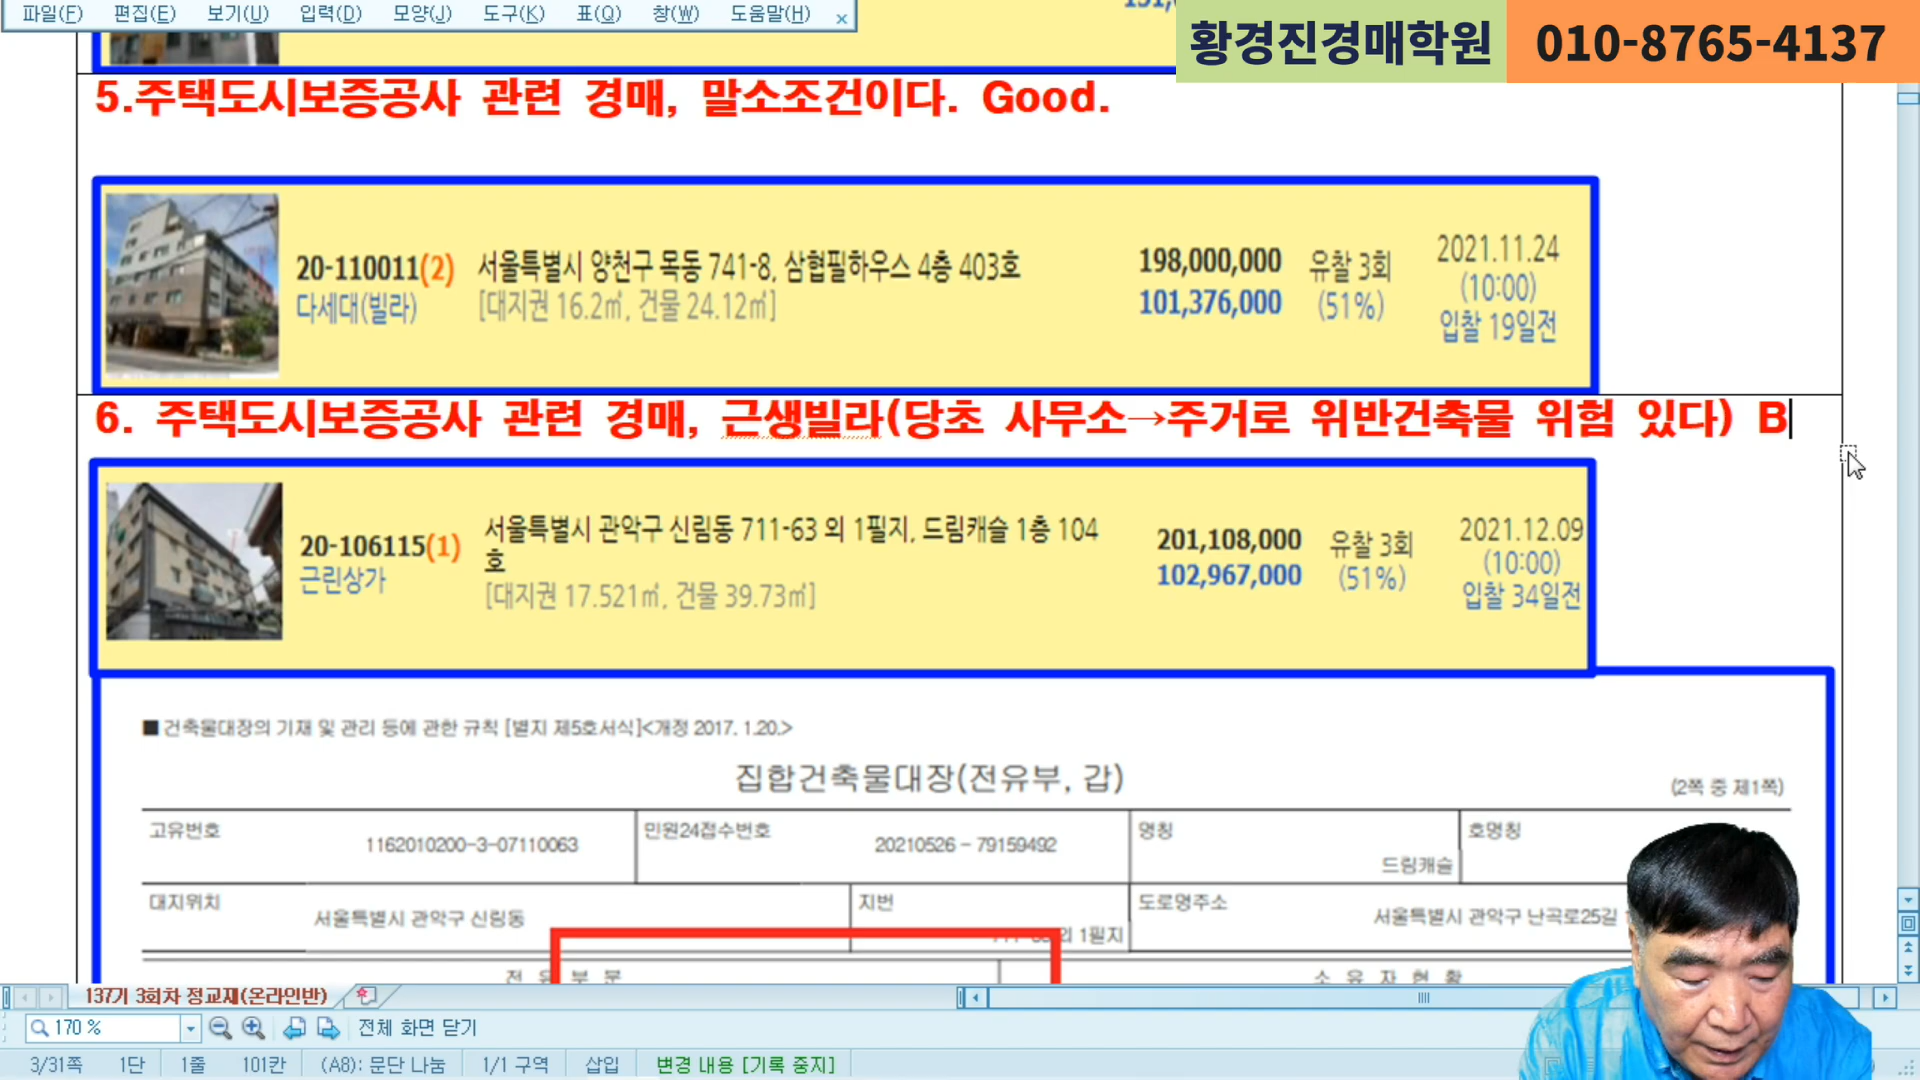 파일(F) 편집(E) 보기(U) 입력(D) 모양(J) 도구(K) 표(Q) 창(W) 도움말(H)
황경진경매학원 010-8765-4137
5.주택도시보증공사 관련 경매, 말소조건이다. Good.
20-110011(2)
다세대(빌라)
서울특별시 양천구 목동 741-8, 삼협필하우스 4층 403호
[대지권 16.2㎡, 건물 24.12㎡]
198,000,000
101,376,000
유찰 3회
(51%)
2021.11.24
(10:00)
입찰 19일전
6. 주택도시보증공사 관련 경매, 근생빌라(당초 사무소→주거로 위반건축물 위험 있다) B
20-106115(1)
근린상가
서울특별시 관악구 신림동 711-63 외 1필지, 드림캐슬 1층 104
호
[대지권 17.521㎡, 건물 39.73㎡]
201,108,000
102,967,000
유찰 3회
(51%)
2021.12.09
(10:00)
입찰 34일전
■ 건축물대장의 기재 및 관리 등에 관한 규칙 [별지 제5호서식]<개정 2017. 1.20.>
집합건축물대장(전유부, 갑)
(2쪽 중 제1쪽)
고유번호 1162010200-3-07110063
민원24접수번호 20210526 - 79159492
명칭 드림캐슬
호명칭
대지위치 서울특별시 관악구 신림동
지번 외 1필지
도로명주소 서울특별시 관악구 난곡로25길
전 유 부 분
소 유 자 현 황
137기 3회차 정교재(온라인반)
170 %
전체 화면 닫기
3/31쪽 1단 1줄 101칸 (A8): 문단 나눔 1/1 구역 삽입 변경 내용 [기록 중지]